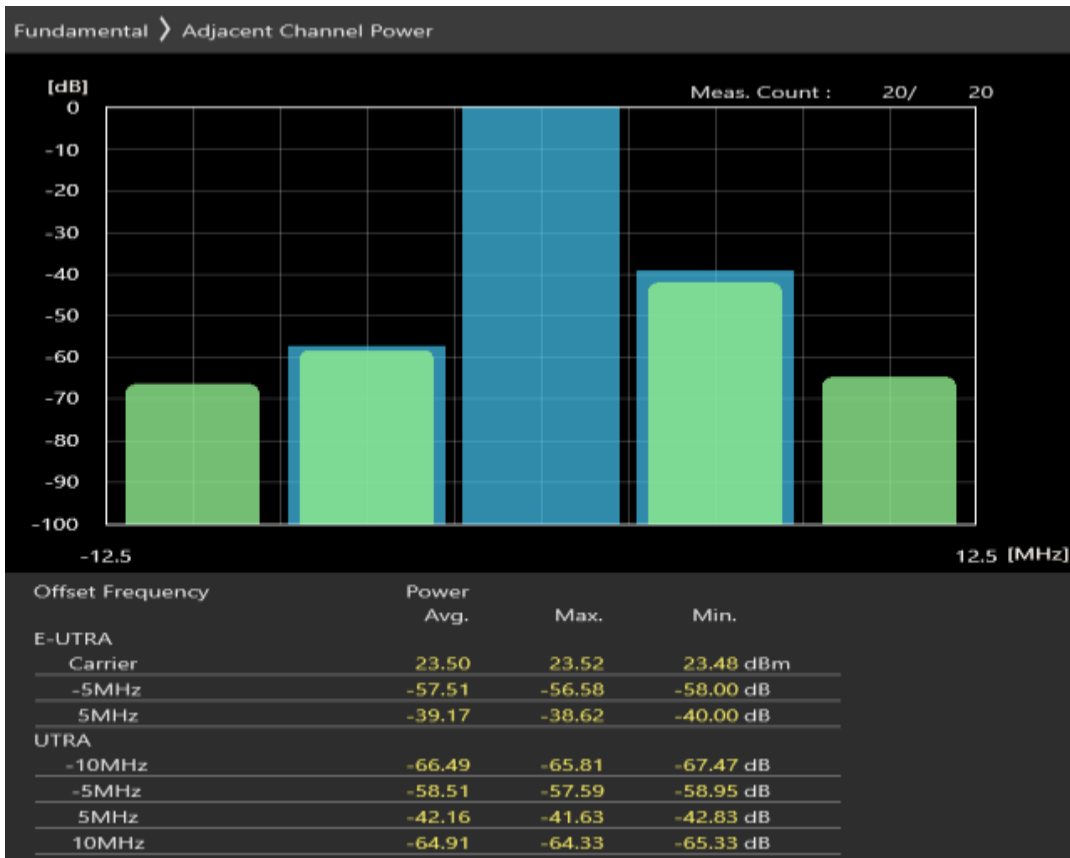 Fundamental ❯ Adjacent Channel Power
[dB]
Meas. Count : 20/ 20
0
-10
-20
-30
-40
-50
-60
-70
-80
-90
-100
-12.5 12.5 [MHz]
Offset Frequency Power
Avg. Max. Min.
E-UTRA
Carrier 23.50 23.52 23.48 dBm
-5MHz -57.51 -56.58 -58.00 dB
5MHz -39.17 -38.62 -40.00 dB
UTRA
-10MHz -66.49 -65.81 -67.47 dB
-5MHz -58.51 -57.59 -58.95 dB
5MHz -42.16 -41.63 -42.83 dB
10MHz -64.91 -64.33 -65.33 dB